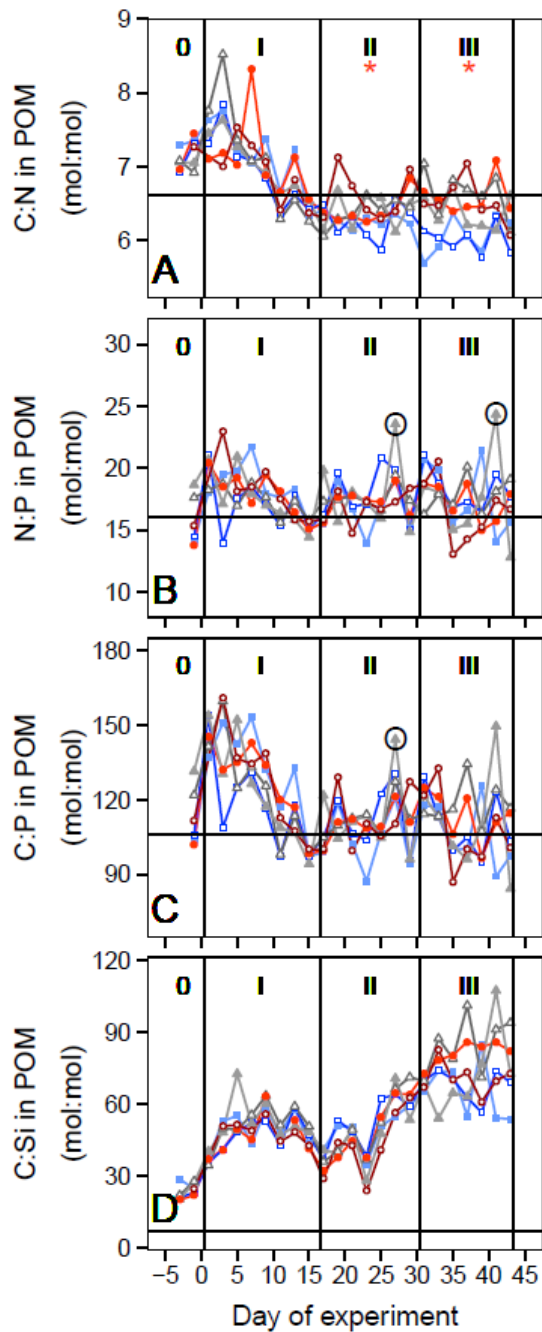 C:N in POM
(mol:mol)
9
8
7
6
0 I II III
* *
A
N:P in POM
(mol:mol)
30
25
20
15
10
0 I II III
B
C:P in POM
(mol:mol)
180
150
120
90
0 I II III
C
C:Si in POM
(mol:mol)
120
90
60
30
0
0 I II III
D
−5 0 5 10 15 20 25 30 35 40 45
Day of experiment